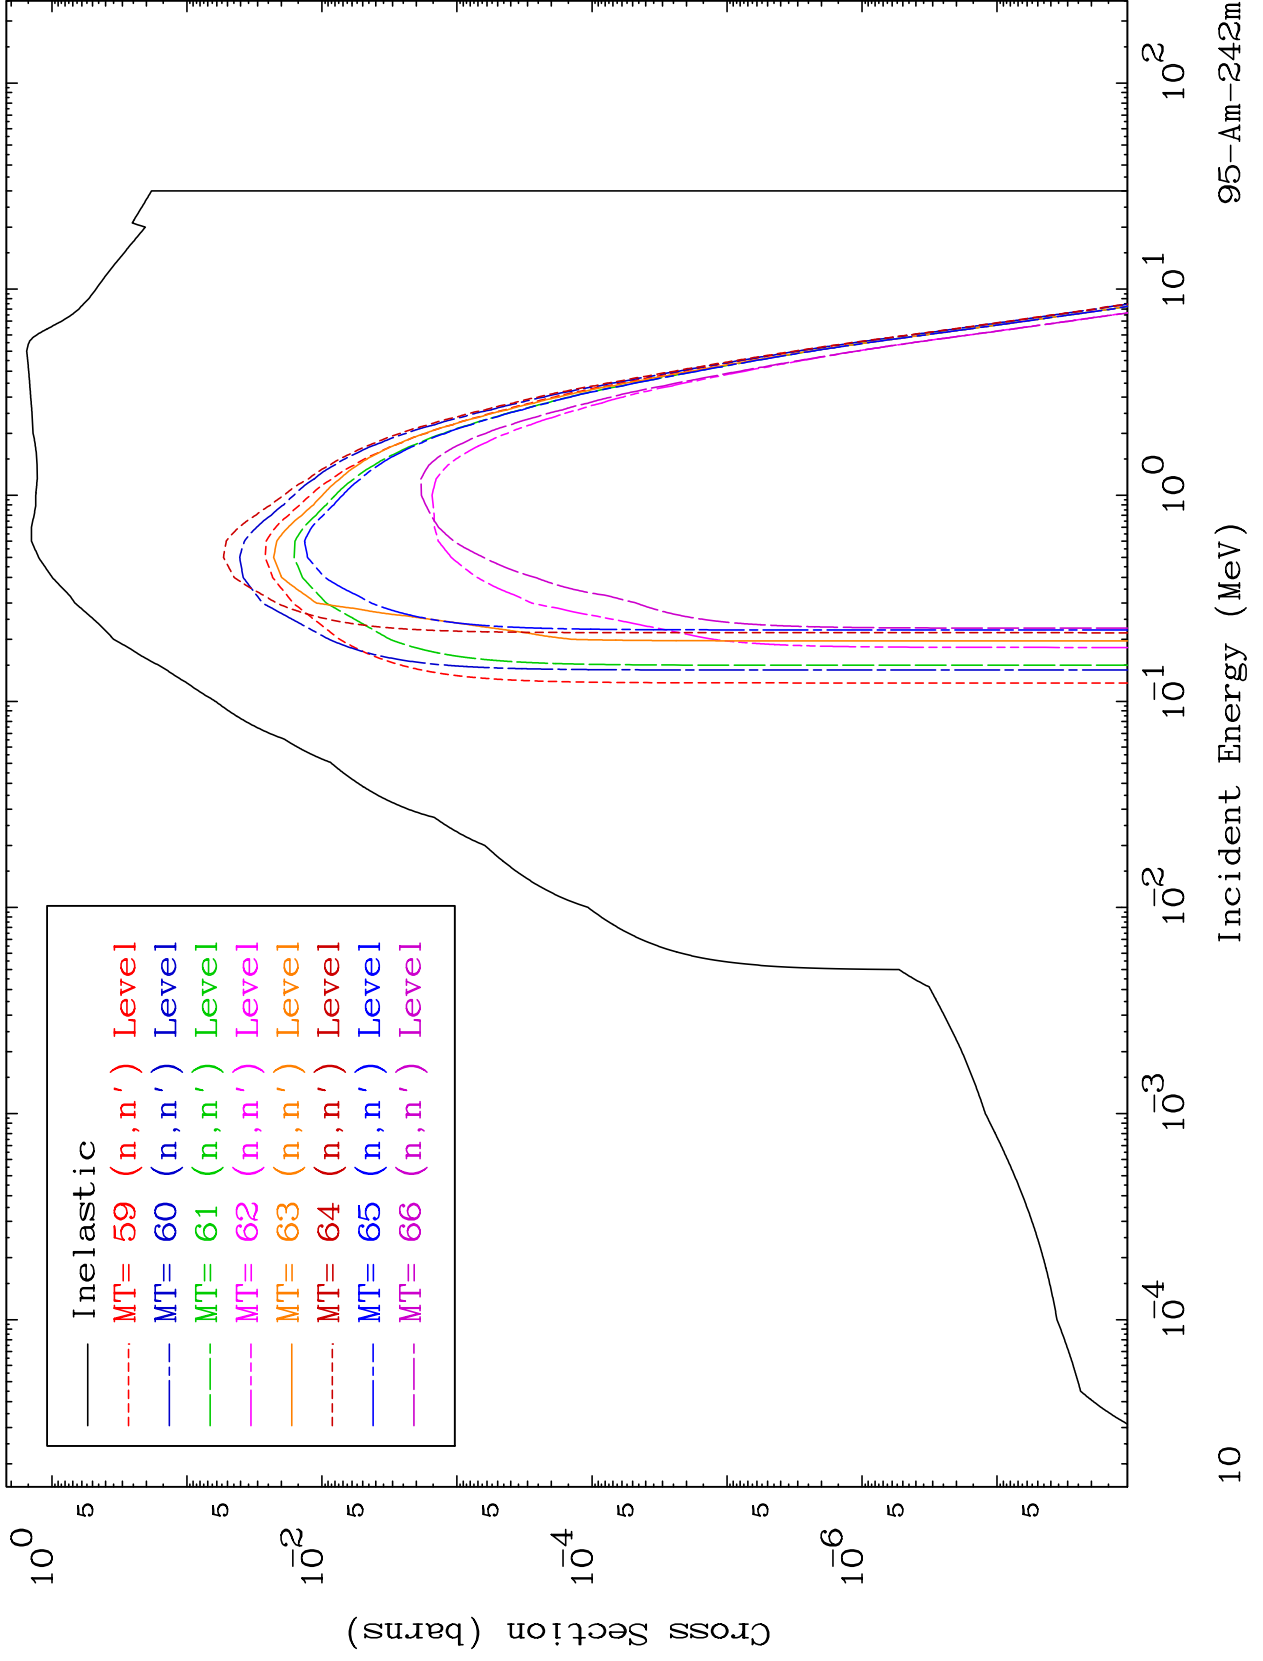 Inelastic
MT= 59 (n,n') Level
MT= 60 (n,n') Level
MT= 61 (n,n') Level
MT= 62 (n,n') Level
MT= 63 (n,n') Level
MT= 64 (n,n') Level
MT= 65 (n,n') Level
MT= 66 (n,n') Level
Cross Section (barns)
10^0
5
5
10^-2
5
5
10^-4
5
5
10^-6
5
5
10^-4
10^-3
10^-2
10^-1
10^0
10^1
10^2
Incident Energy (MeV)
10
95-Am-242m